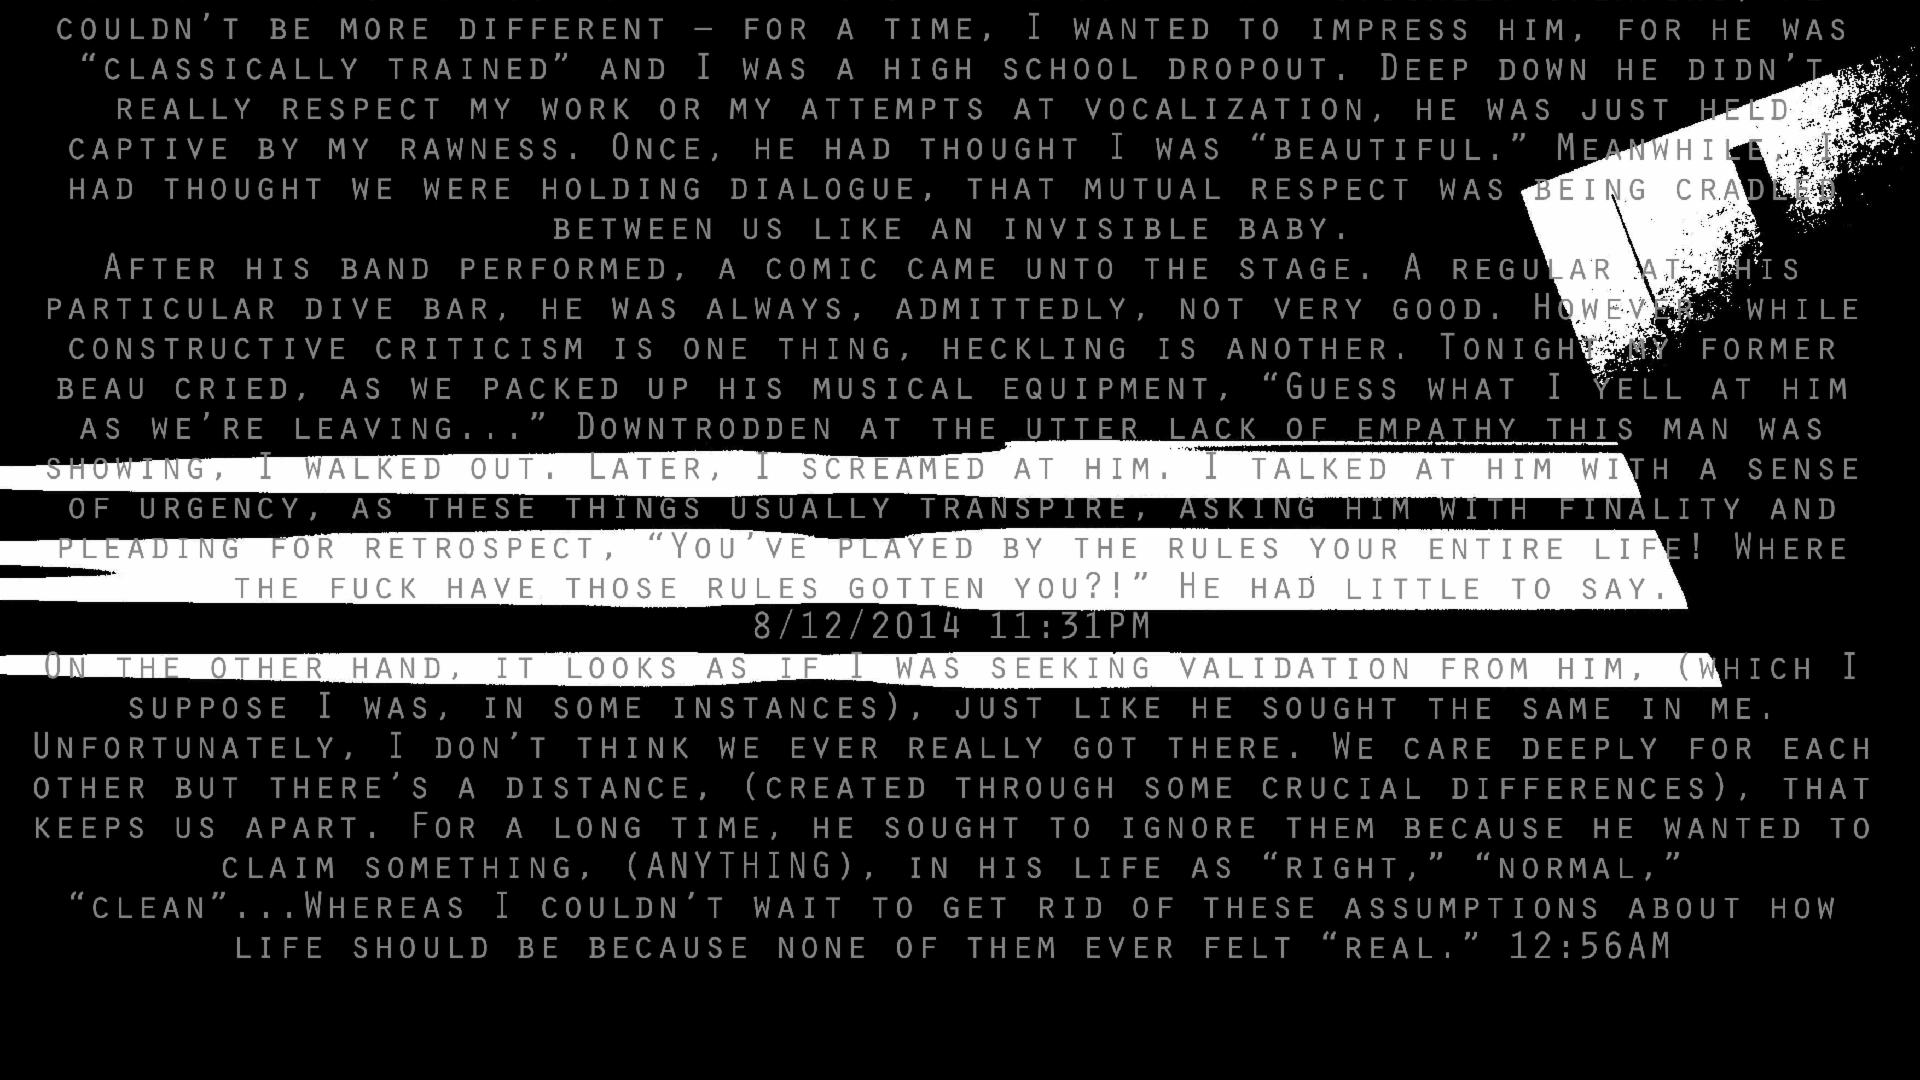 COULDN'T BE MORE DIFFERENT – FOR A TIME, I WANTED TO IMPRESS HIM, FOR HE WAS
“CLASSICALLY TRAINED” AND I WAS A HIGH SCHOOL DROPOUT. DEEP DOWN HE DIDN'T
REALLY RESPECT MY WORK OR MY ATTEMPTS AT VOCALIZATION, HE WAS JUST HELD
CAPTIVE BY MY RAWNESS. ONCE, HE HAD THOUGHT I WAS “BEAUTIFUL.” MEANWHILE, I
HAD THOUGHT WE WERE HOLDING DIALOGUE, THAT MUTUAL RESPECT WAS BEING CRADLED
BETWEEN US LIKE AN INVISIBLE BABY.
AFTER HIS BAND PERFORMED, A COMIC CAME UNTO THE STAGE. A REGULAR AT THIS
PARTICULAR DIVE BAR, HE WAS ALWAYS, ADMITTEDLY, NOT VERY GOOD. HOWEVER, WHILE
CONSTRUCTIVE CRITICISM IS ONE THING, HECKLING IS ANOTHER. TONIGHT MY FORMER
BEAU CRIED, AS WE PACKED UP HIS MUSICAL EQUIPMENT, “GUESS WHAT I YELL AT HIM
AS WE'RE LEAVING...” DOWNTRODDEN AT THE UTTER LACK OF EMPATHY THIS MAN WAS
SHOWING, I WALKED OUT. LATER, I SCREAMED AT HIM. I TALKED AT HIM WITH A SENSE
OF URGENCY, AS THESE THINGS USUALLY TRANSPIRE, ASKING HIM WITH FINALITY AND
PLEADING FOR RETROSPECT, “YOU'VE PLAYED BY THE RULES YOUR ENTIRE LIFE! WHERE
THE FUCK HAVE THOSE RULES GOTTEN YOU?!” HE HAD LITTLE TO SAY.
8/12/2014 11:31PM
ON THE OTHER HAND, IT LOOKS AS IF I WAS SEEKING VALIDATION FROM HIM, (WHICH I
SUPPOSE I WAS, IN SOME INSTANCES), JUST LIKE HE SOUGHT THE SAME IN ME.
UNFORTUNATELY, I DON'T THINK WE EVER REALLY GOT THERE. WE CARE DEEPLY FOR EACH
OTHER BUT THERE'S A DISTANCE, (CREATED THROUGH SOME CRUCIAL DIFFERENCES), THAT
KEEPS US APART. FOR A LONG TIME, HE SOUGHT TO IGNORE THEM BECAUSE HE WANTED TO
CLAIM SOMETHING, (ANYTHING), IN HIS LIFE AS “RIGHT,” “NORMAL,”
“CLEAN”...WHEREAS I COULDN'T WAIT TO GET RID OF THESE ASSUMPTIONS ABOUT HOW
LIFE SHOULD BE BECAUSE NONE OF THEM EVER FELT “REAL.” 12:56AM